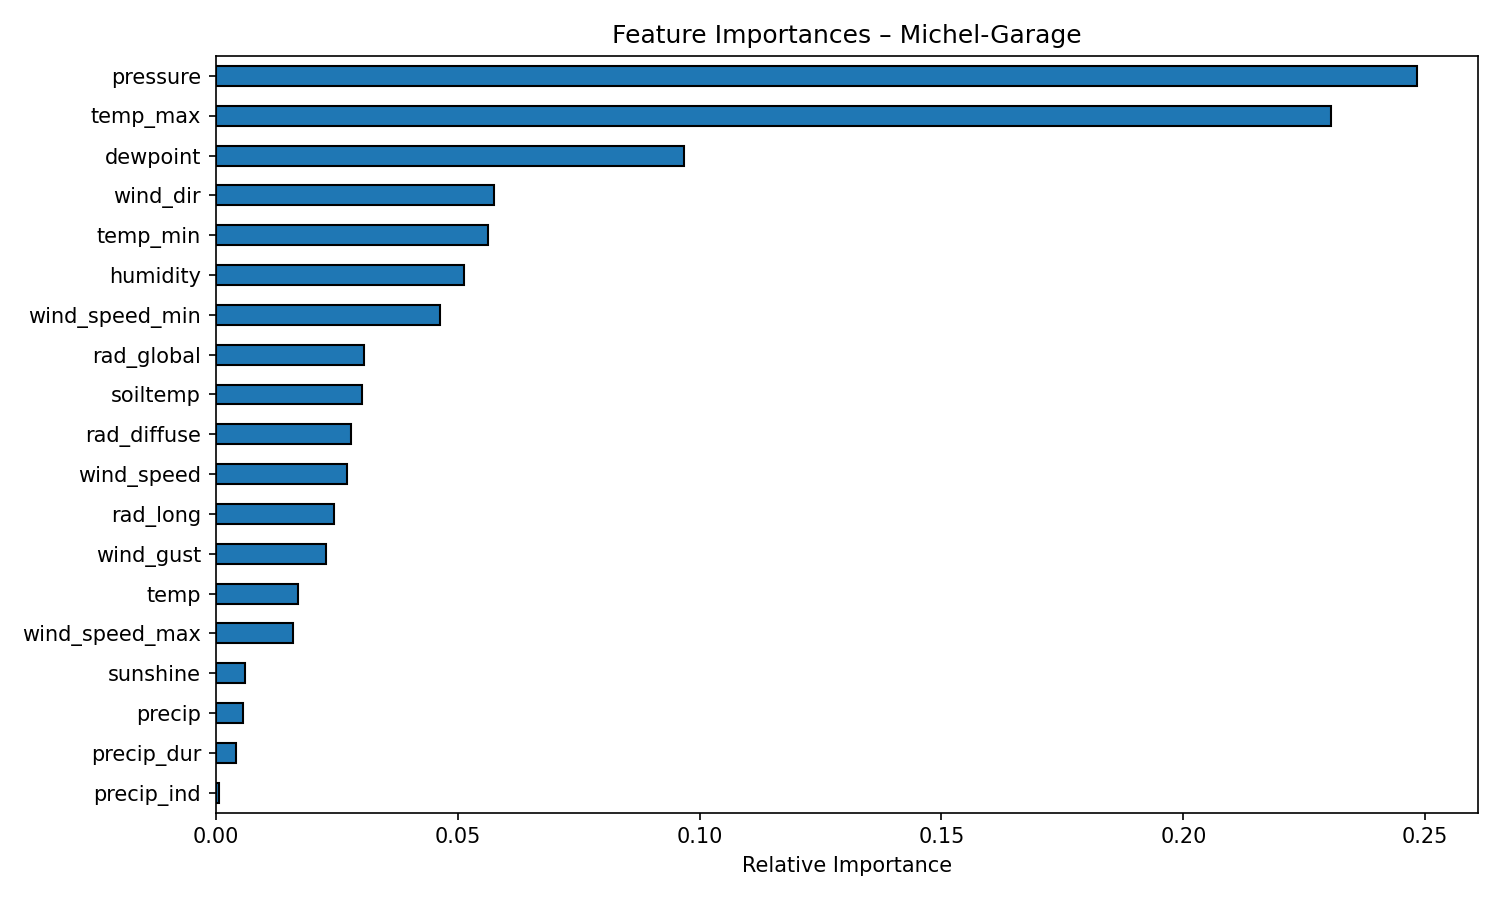 Feature Importances – Michel-Garage
pressure
temp_max
dewpoint
wind_dir
temp_min
humidity
wind_speed_min
rad_global
soiltemp
rad_diffuse
wind_speed
rad_long
wind_gust
temp
wind_speed_max
sunshine
precip
precip_dur
precip_ind
0.00 0.05 0.10 0.15 0.20 0.25
Relative Importance